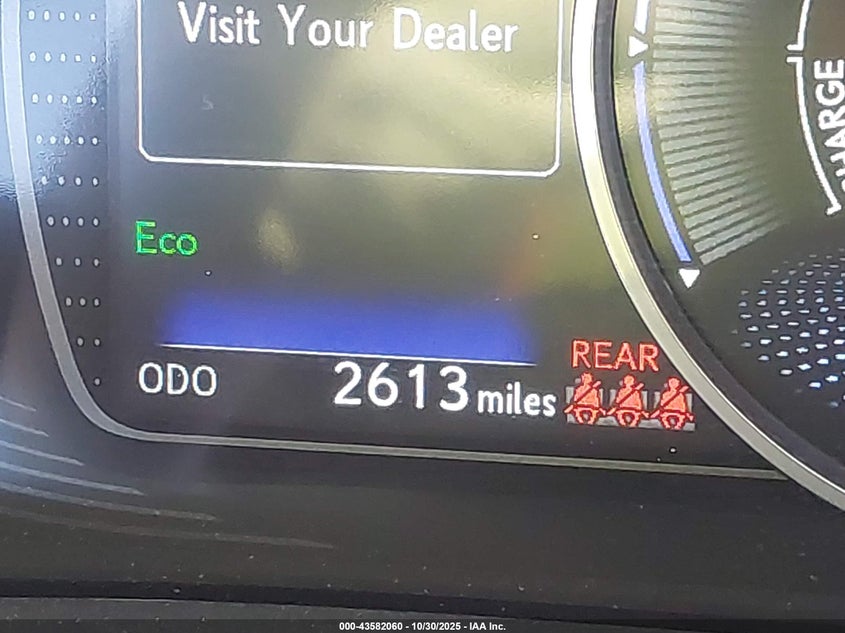 Visit Your Dealer
CHARGE
Eco
REAR
ODO 2613 miles
000-43582060 - 10/30/2025 - IAA Inc.